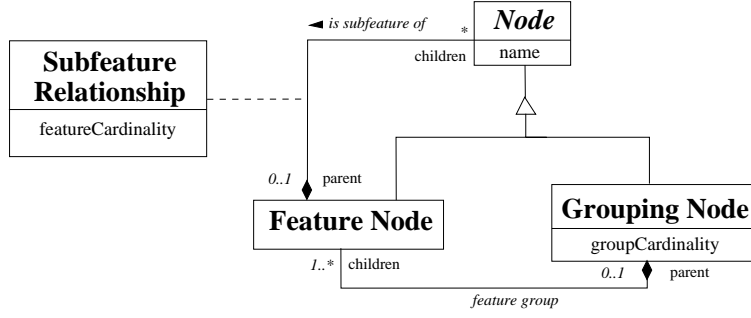 is subfeature of
*
Node
children
name
Subfeature
Relationship
featureCardinality
0..1
parent
Feature Node
Grouping Node
groupCardinality
1..*
children
0..1
parent
feature group